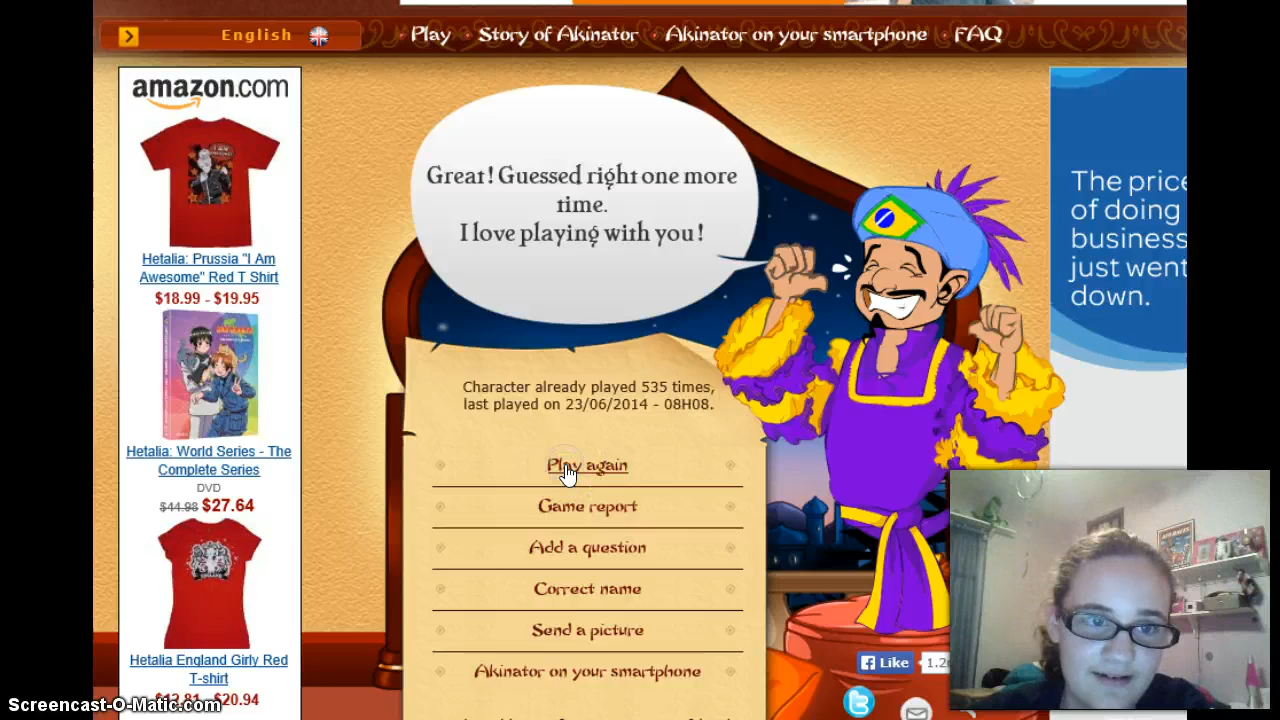 English
Play
Story of Akinator
Akinator on your smartphone
FAQ
amazon.com
Hetalia: Prussia "I Am
Awesome" Red T Shirt
$18.99 - $19.95
Hetalia: World Series - The
Complete Series
DVD
$44.98 $27.64
Hetalia England Girly Red
T-shirt
$20.94
Great! Guessed right one more
time.
I love playing with you!
Character already played 535 times,
last played on 23/06/2014 - 08H08.
Play again
Game report
Add a question
Correct name
Send a picture
Akinator on your smartphone
The price
of doing
business
just went
down.
Like
Screencast-O-Matic.com